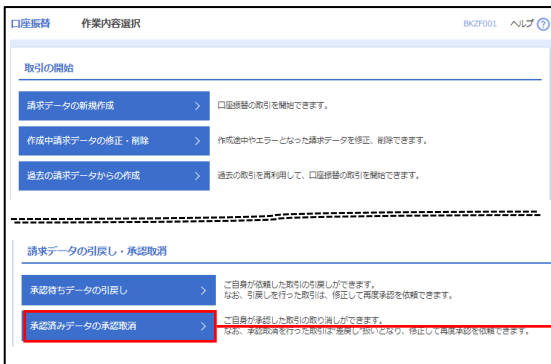 口座振替 作業内容選択 BKZF001 ヘルプ ?
取引の開始
請求データの新規作成 > 口座振替の取引を開始できます。
作成中請求データの修正・削除 > 作成途中やエラーとなった請求データを修正、削除できます。
過去の請求データからの作成 > 過去の取引を再利用して、口座振替の取引を開始できます。
請求データの引戻し・承認取消
承認待ちデータの引戻し > ご自身が依頼した取引の引戻しができます。
なお、引戻しを行った取引は、修正して再度承認を依頼できます。
承認済みデータの承認取消 > ご自身が承認した取引の取り消しができます。
なお、承認取消を行った取引は"差戻し"扱いとなり、修正して再度承認を依頼できます。